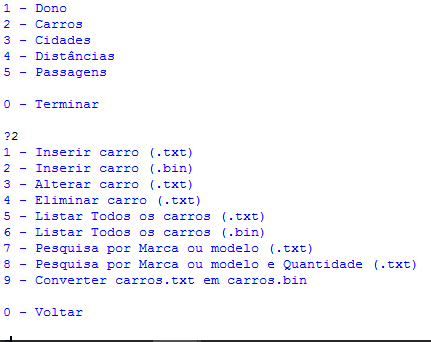 1 - Dono
2 - Carros
3 - Cidades
4 - Distâncias
5 - Passagens
0 - Terminar
?2
1 - Inserir carro (.txt)
2 - Inserir carro (.bin)
3 - Alterar carro (.txt)
4 - Eliminar carro (.txt)
5 - Listar Todos os carros (.txt)
6 - Listar Todos os carros (.bin)
7 - Pesquisa por Marca ou modelo (.txt)
8 - Pesquisa por Marca ou modelo e Quantidade (.txt)
9 - Converter carros.txt em carros.bin
0 - Voltar